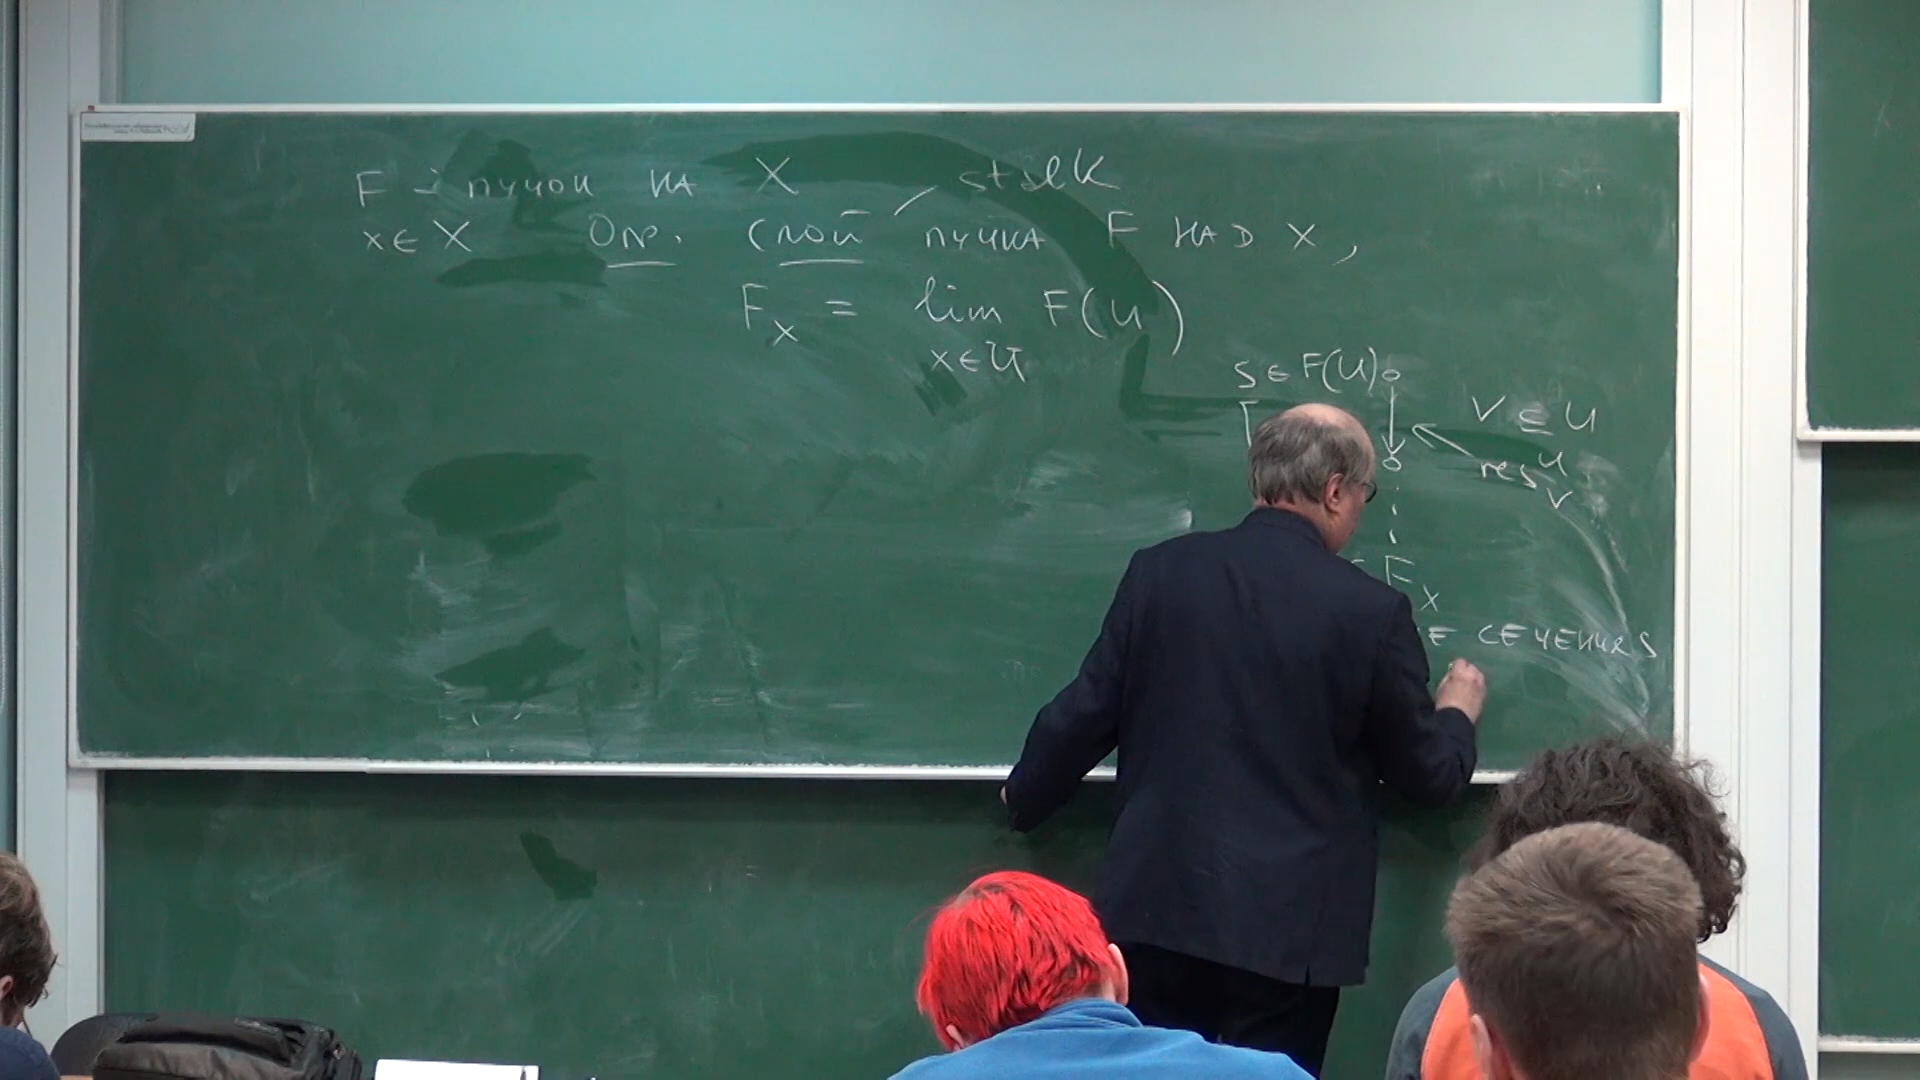 F - пучок на X, stalk
x ∈ X Опр. слой пучка F над x,
F_x = lim F(U)
x ∈ U
s ∈ F(U)
V ⊆ U
res^U_V
F_x
сечения s